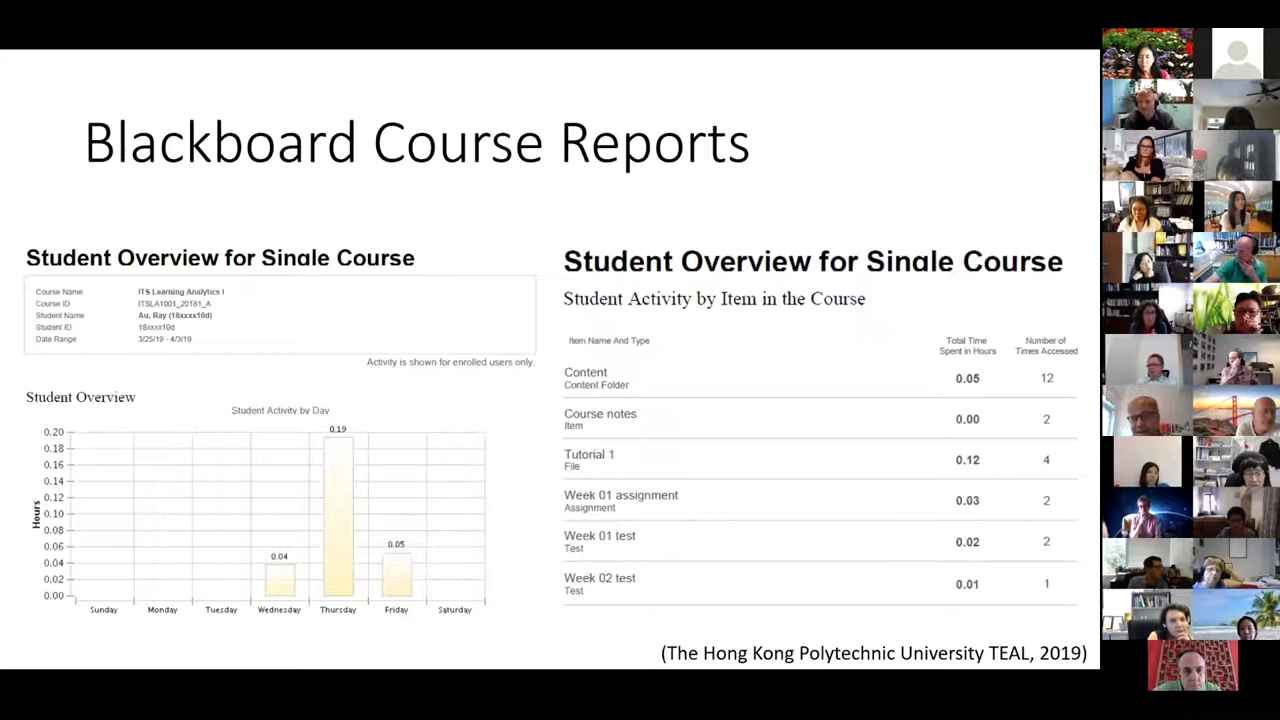 Blackboard Course Reports
Student Overview for Single Course
Course Name ITS Learning Analytics I
Course ID ITSLA1001_20181_A
Student Name Au, Ray (18xxxx10d)
Student ID 18xxxx10d
Date Range 3/25/19 - 4/3/19
Activity is shown for enrolled users only.
Student Overview
Student Activity by Day
Hours
0.20
0.18
0.16
0.14
0.12
0.10
0.08
0.06
0.04
0.02
0.00
0.04
0.19
0.05
Sunday Monday Tuesday Wednesday Thursday Friday Saturday
Student Overview for Single Course
Student Activity by Item in the Course
Item Name And Type Total Time Spent in Hours Number of Times Accessed
Content 0.05 12
Content Folder
Course notes 0.00 2
Item
Tutorial 1 0.12 4
File
Week 01 assignment 0.03 2
Assignment
Week 01 test 0.02 2
Test
Week 02 test 0.01 1
Test
(The Hong Kong Polytechnic University TEAL, 2019)